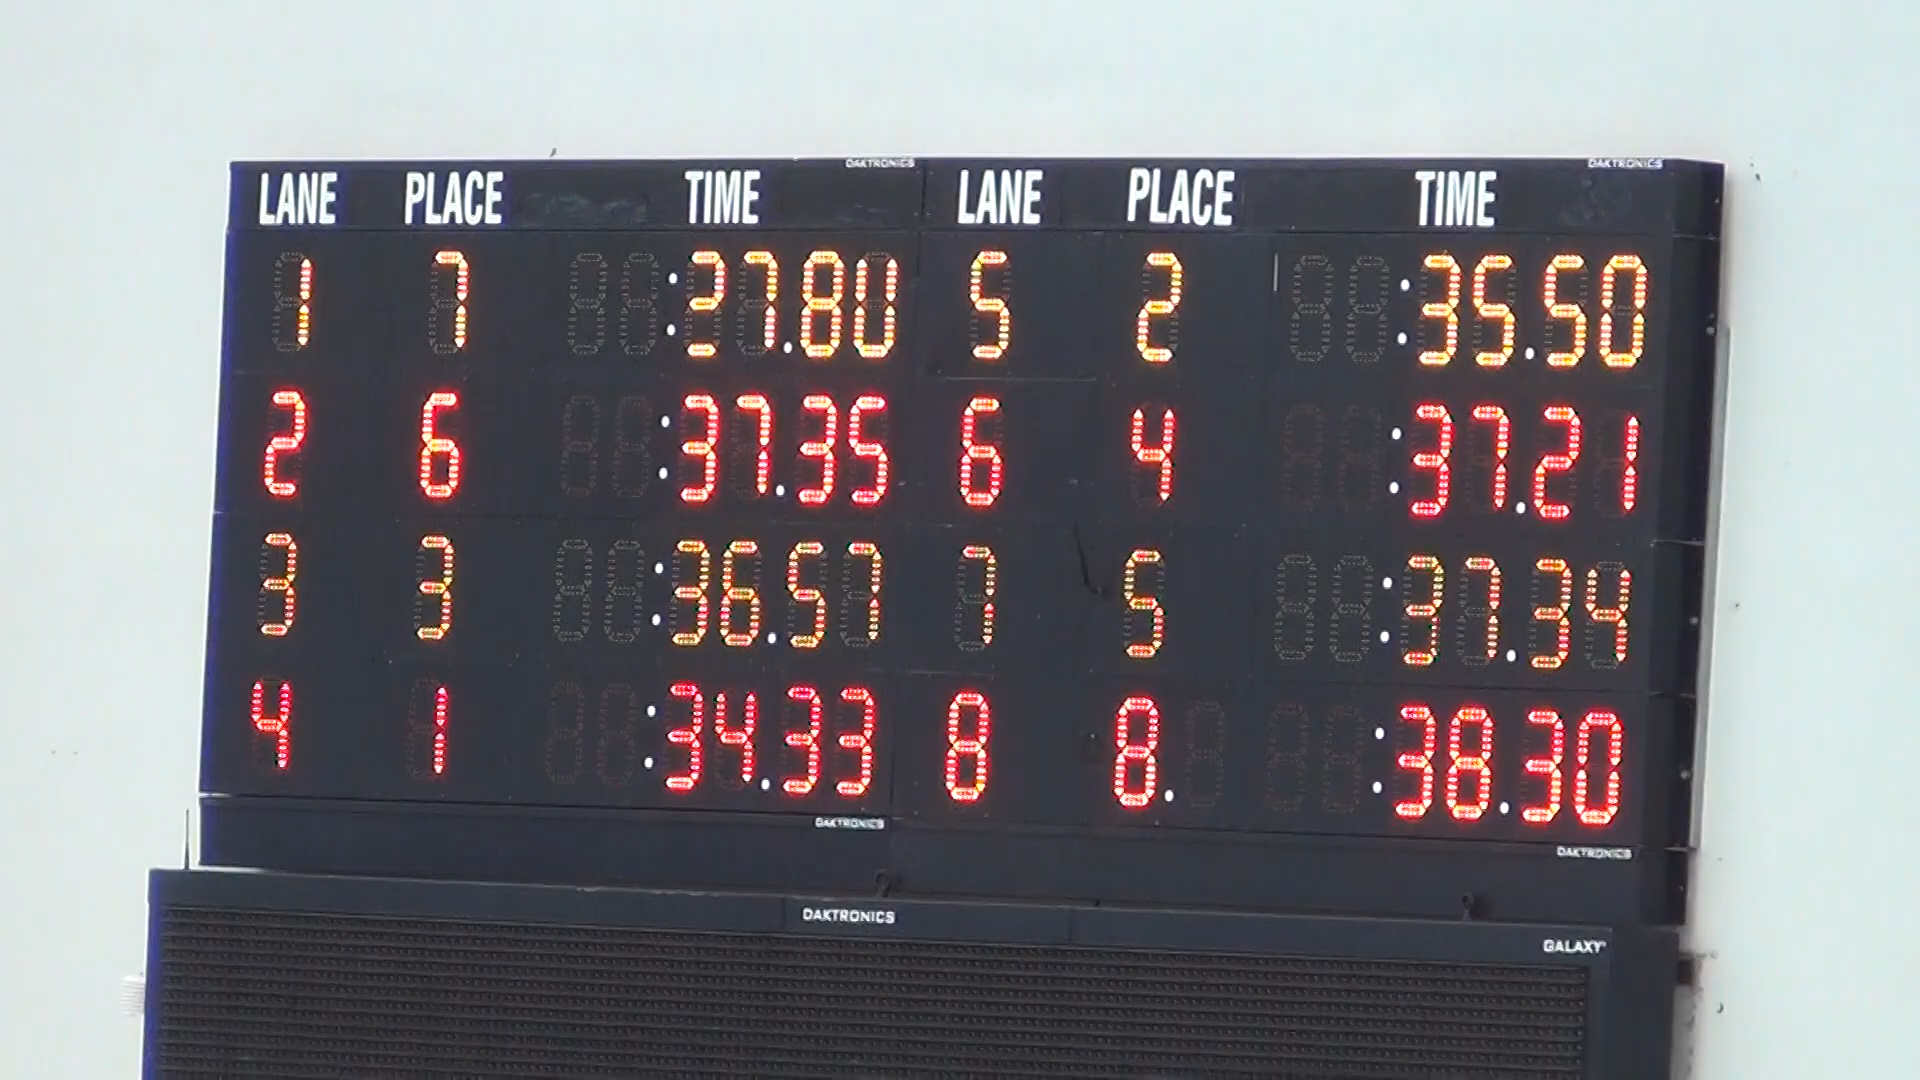 DAKTRONICS DAKTRONICS
LANE PLACE TIME LANE PLACE TIME
1 7 :37.80 5 2 :35.50
2 6 :37.35 6 4 :37.21
3 3 :36.57 7 5 :37.34
4 1 :34.33 8 8. :38.30
DAKTRONICS DAKTRONICS
DAKTRONICS
GALAXY